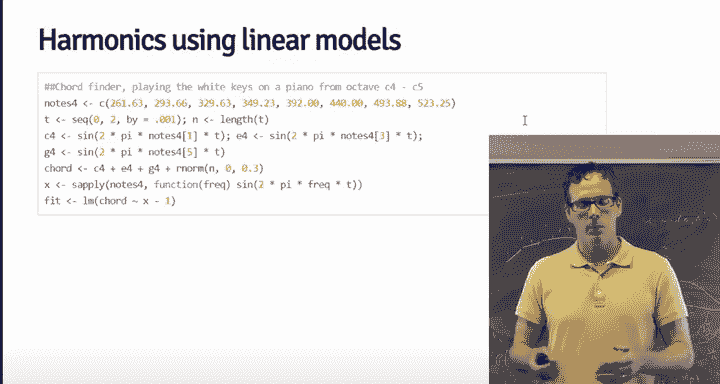 Harmonics using linear models
##Chord finder, playing the white keys on a piano from octave c4 - c5
notes4 <- c(261.63, 293.66, 329.63, 349.23, 392.00, 440.00, 493.88, 523.25)
t <- seq(0, 2, by = .001); n <- length(t)
c4 <- sin(2 * pi * notes4[1] * t); e4 <- sin(2 * pi * notes4[3] * t);
g4 <- sin(2 * pi * notes4[5] * t)
chord <- c4 + e4 + g4 + rnorm(n, 0, 0.3)
x <- sapply(notes4, function(freq) sin(2 * pi * freq * t))
fit <- lm(chord ~ x - 1)